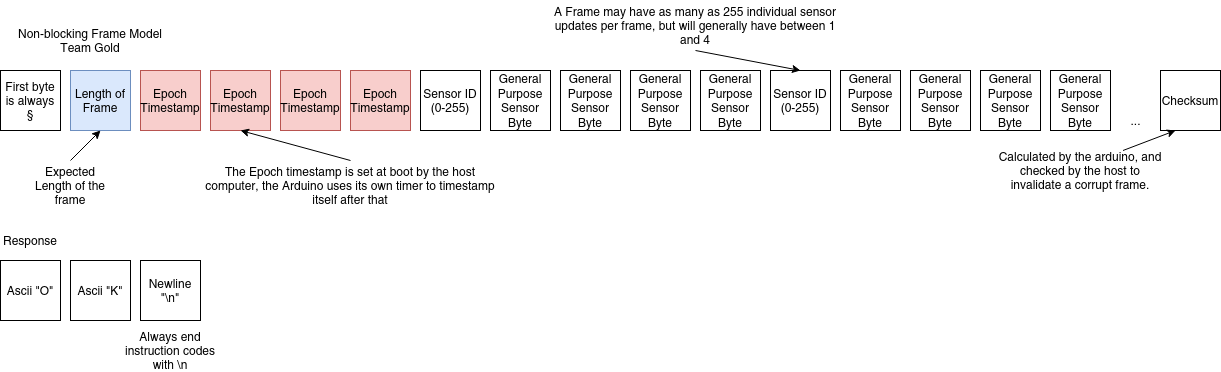 A Frame may have as many as 255 individual sensor
updates per frame, but will generally have between 1
and 4
Non-blocking Frame Model
Team Gold
First byte
is always
§
Length of
Frame
Epoch
Timestamp
Epoch
Timestamp
Epoch
Timestamp
Epoch
Timestamp
Sensor ID
(0-255)
General
Purpose
Sensor
Byte
General
Purpose
Sensor
Byte
General
Purpose
Sensor
Byte
General
Purpose
Sensor
Byte
Sensor ID
(0-255)
General
Purpose
Sensor
Byte
General
Purpose
Sensor
Byte
General
Purpose
Sensor
Byte
General
Purpose
Sensor
Byte
...
Checksum
Expected
Length of the
frame
The Epoch timestamp is set at boot by the host
computer, the Arduino uses its own timer to timestamp
itself after that
Calculated by the arduino, and
checked by the host to
invalidate a corrupt frame.
Response
Ascii "O"
Ascii "K"
Newline
"\n"
Always end
instruction codes
with \n